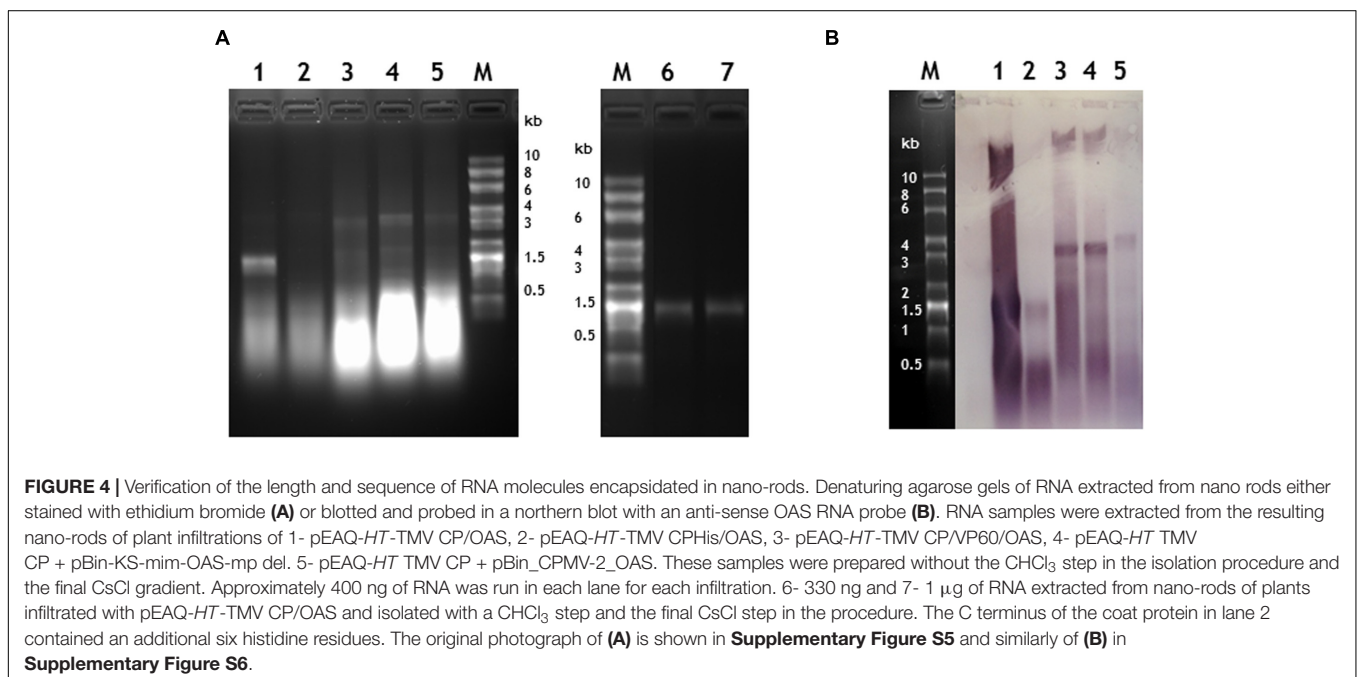 A
B
1 2 3 4 5 M
M 6 7
M 1 2 3 4 5
kb
10
8
6
4
3
1.5
0.5
kb
10
6
4
3
1.5
0.5
kb
10
8
6
4
3
2
1.5
1
0.5
FIGURE 4 | Verification of the length and sequence of RNA molecules encapsidated in nano-rods. Denaturing agarose gels of RNA extracted from nano rods either
stained with ethidium bromide (A) or blotted and probed in a northern blot with an anti-sense OAS RNA probe (B). RNA samples were extracted from the resulting
nano-rods of plant infiltrations of 1- pEAQ-HT-TMV CP/OAS, 2- pEAQ-HT-TMV CPHis/OAS, 3- pEAQ-HT-TMV CP/VP60/OAS, 4- pEAQ-HT TMV
CP + pBin-KS-mim-OAS-mp del. 5- pEAQ-HT TMV CP + pBin_CPMV-2_OAS. These samples were prepared without the CHCl3 step in the isolation procedure and
the final CsCl gradient. Approximately 400 ng of RNA was run in each lane for each infiltration. 6- 330 ng and 7- 1 μg of RNA extracted from nano-rods of plants
infiltrated with pEAQ-HT-TMV CP/OAS and isolated with a CHCl3 step and the final CsCl step in the procedure. The C terminus of the coat protein in lane 2
contained an additional six histidine residues. The original photograph of (A) is shown in Supplementary Figure S5 and similarly of (B) in
Supplementary Figure S6.